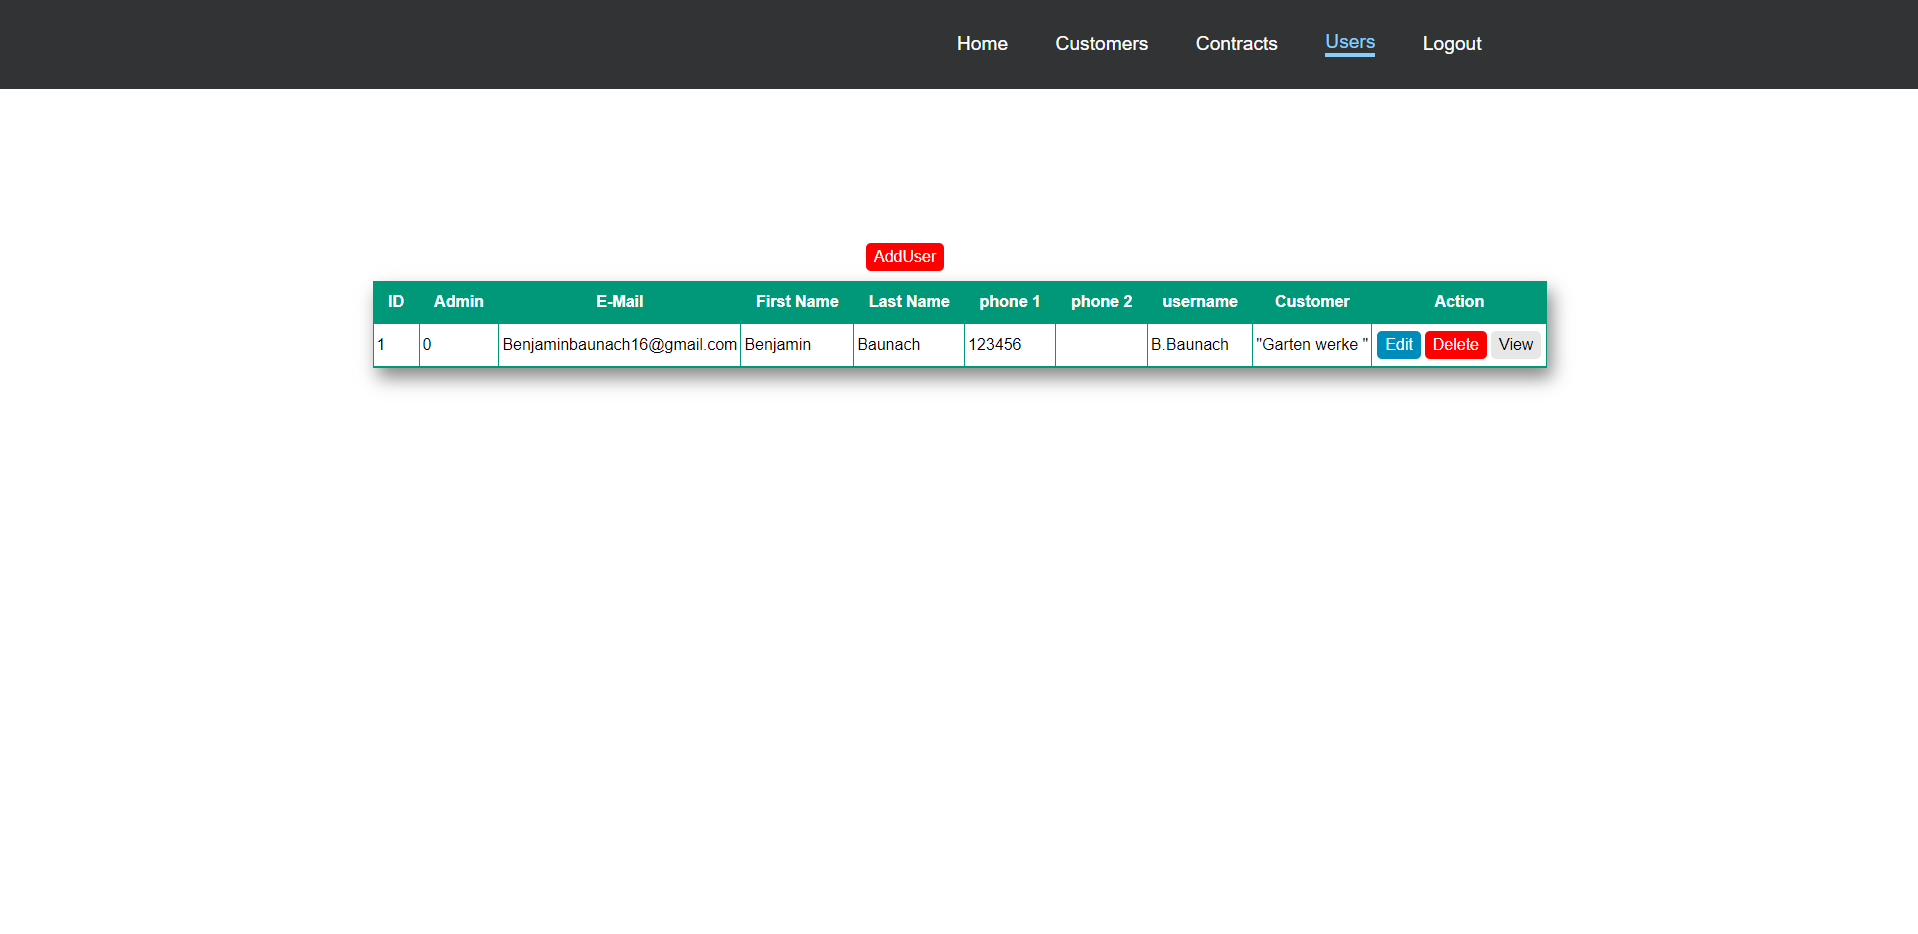 Home Customers Contracts Users Logout
AddUser
ID Admin E-Mail First Name Last Name phone 1 phone 2 username Customer Action
1 0 Benjaminbaunach16@gmail.com Benjamin Baunach 123456 B.Baunach "Garten werke " Edit Delete View